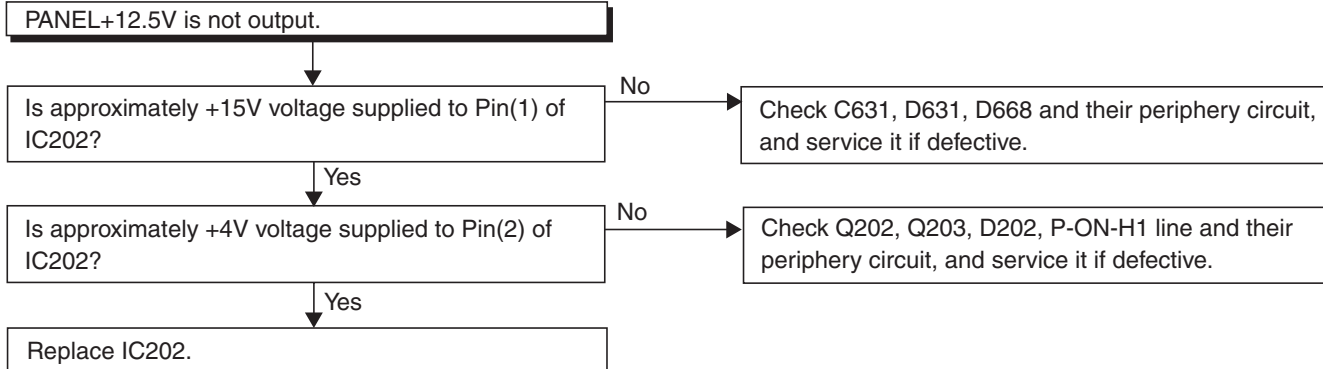 PANEL+12.5V is not output.
Is approximately +15V voltage supplied to Pin(1) of
IC202?
No
Check C631, D631, D668 and their periphery circuit,
and service it if defective.
Yes
Is approximately +4V voltage supplied to Pin(2) of
IC202?
No
Check Q202, Q203, D202, P-ON-H1 line and their
periphery circuit, and service it if defective.
Yes
Replace IC202.